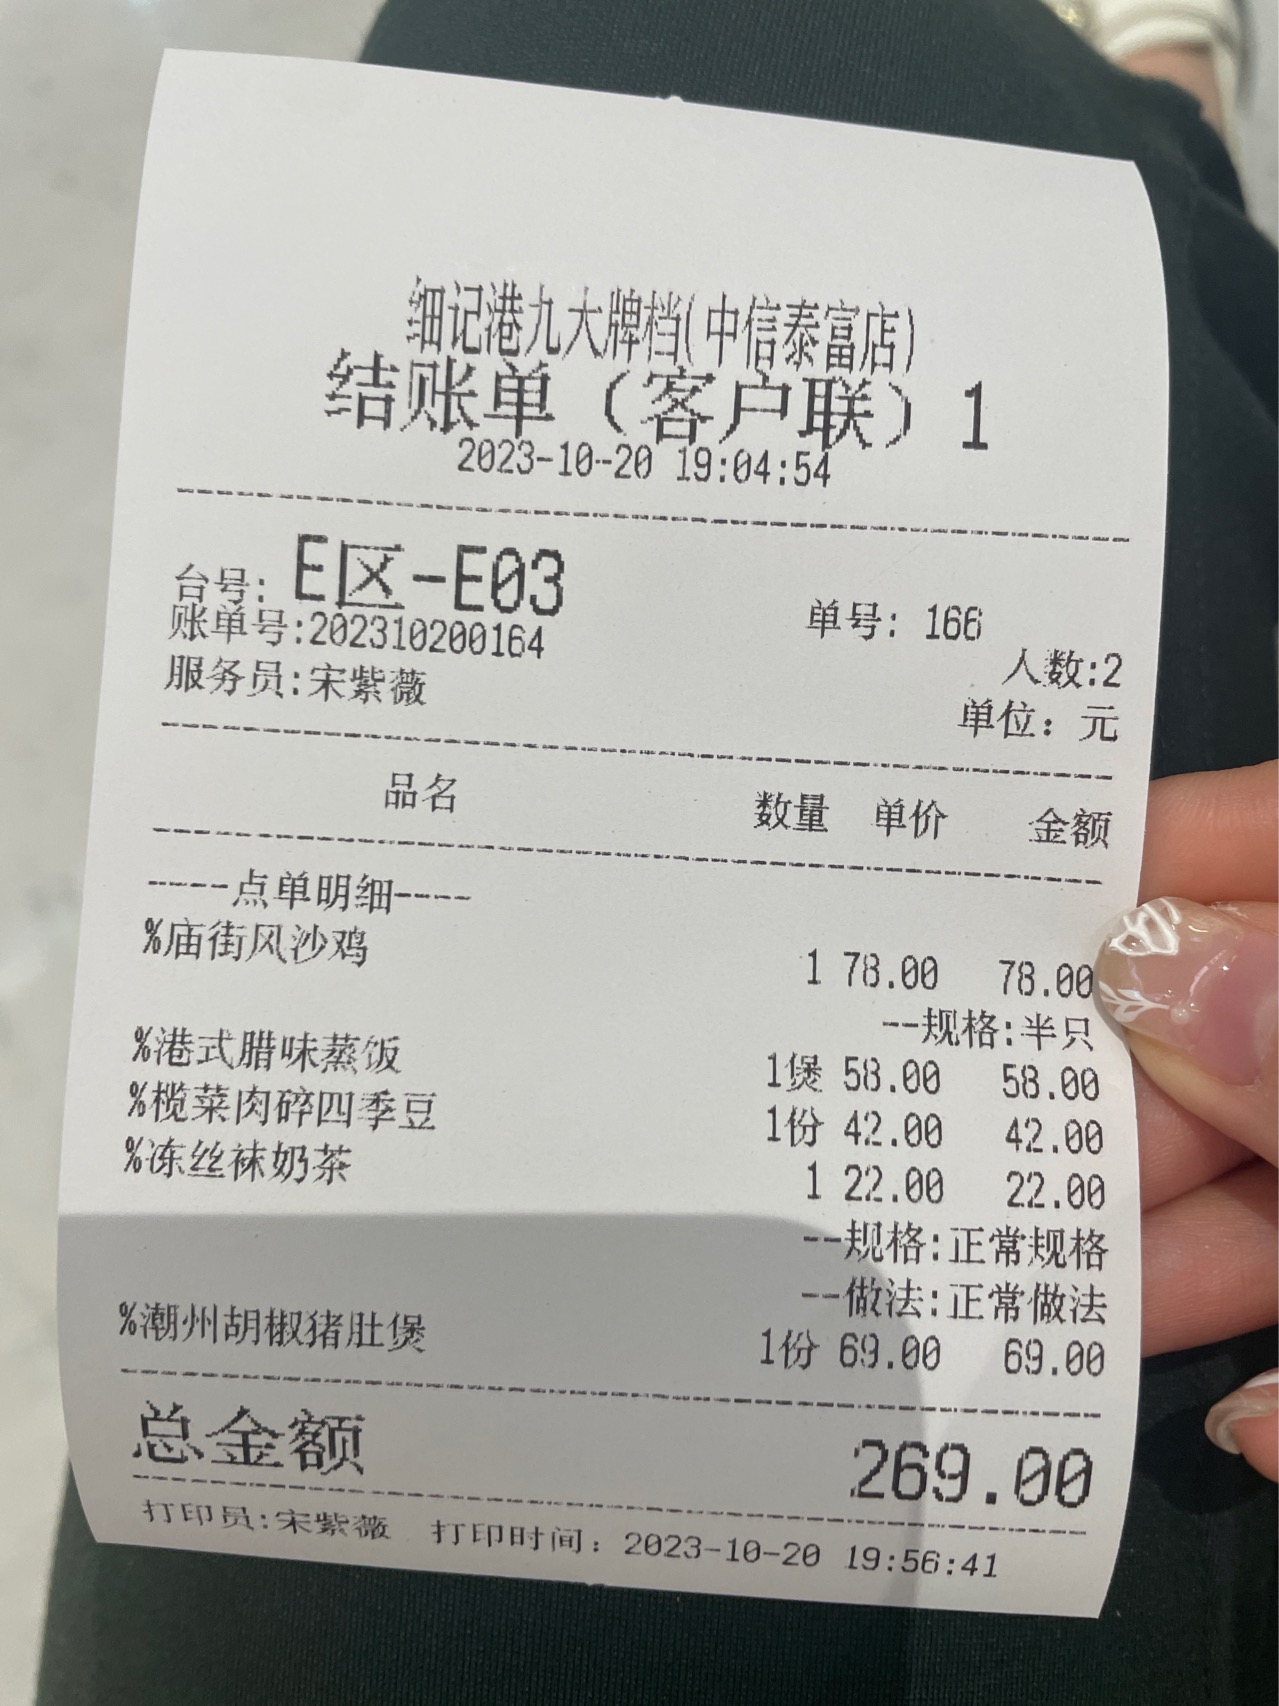 细记港九大牌档(中信泰富店)
结账单（客户联）1
2023-10-20 19:04:54
台号: E区-E03 单号: 166
账单号:202310200164 人数:2
服务员:宋紫薇 单位：元
品名 数量 单价 金额
-----点单明细----
%庙街风沙鸡 1 78.00 78.00
--规格:半只
%港式腊味蒸饭 1煲 58.00 58.00
%榄菜肉碎四季豆 1份 42.00 42.00
%冻丝袜奶茶 1 22.00 22.00
--规格:正常规格
--做法:正常做法
%潮州胡椒猪肚煲 1份 69.00 69.00
总金额 269.00
打印员:宋紫薇 打印时间：2023-10-20 19:56:41